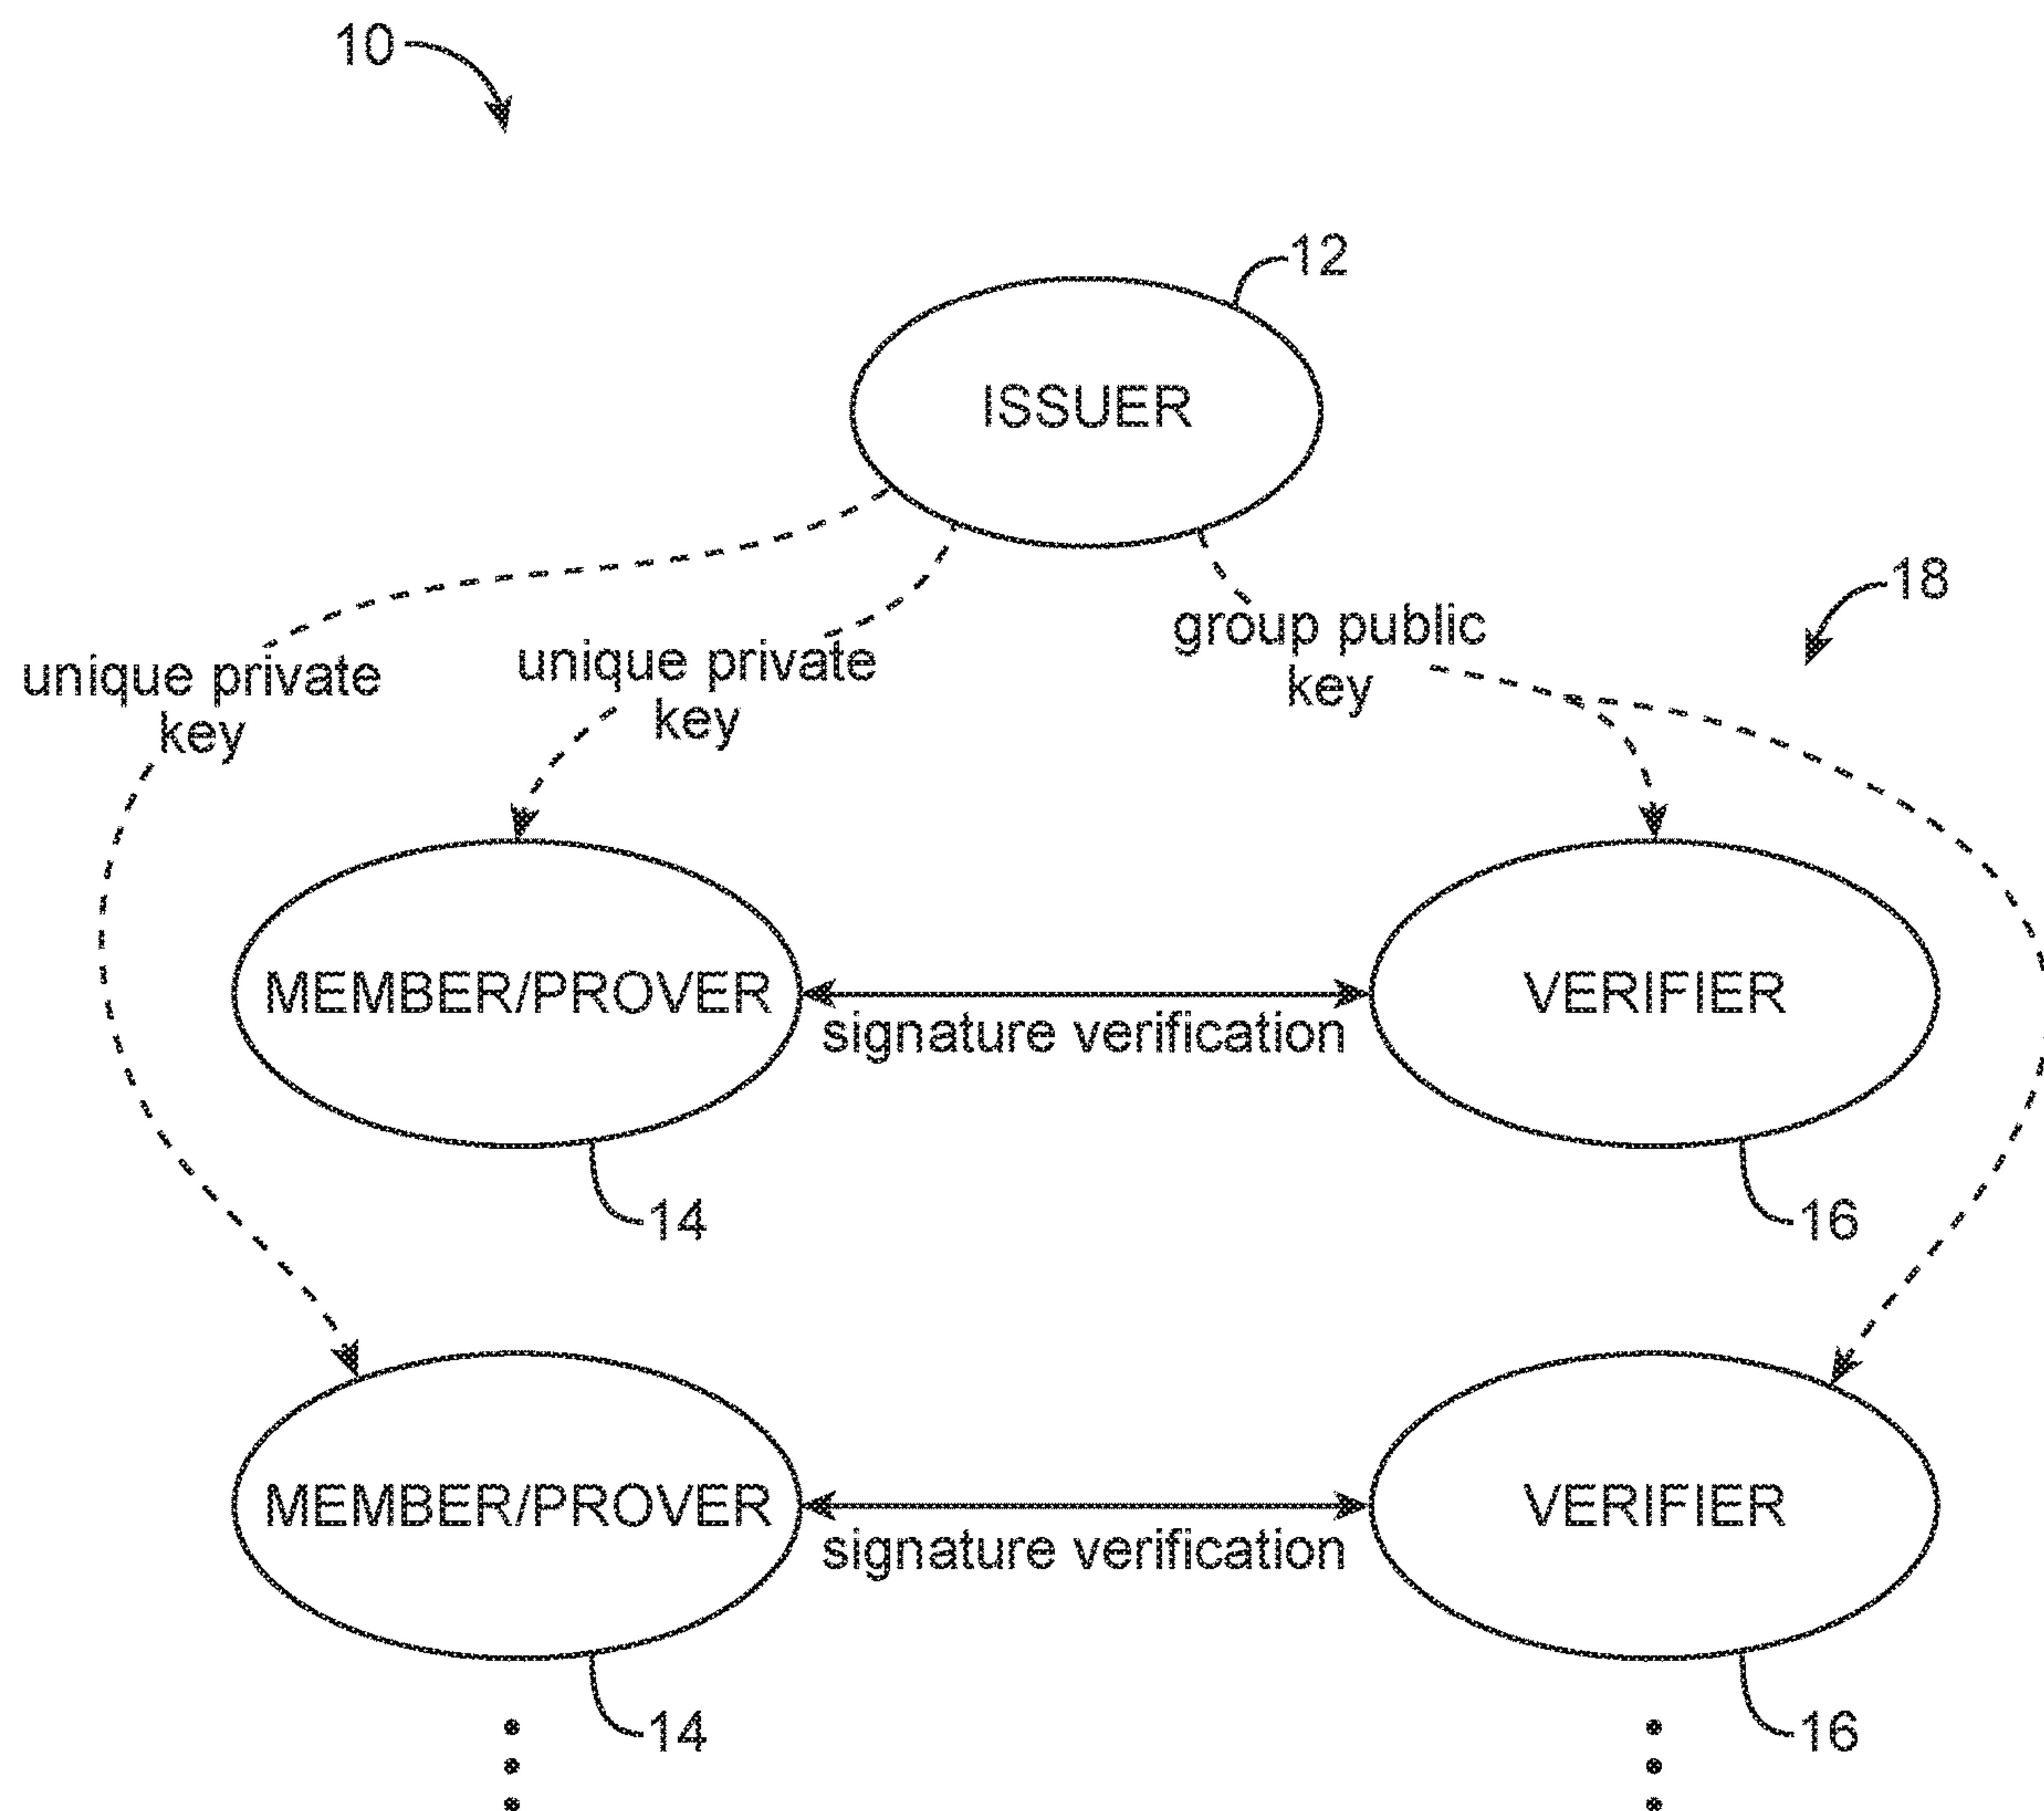 10
12
ISSUER
18
unique private
key
unique private
key
group public
key
MEMBER/PROVER
signature verification
VERIFIER
14
16
MEMBER/PROVER
signature verification
VERIFIER
14
16